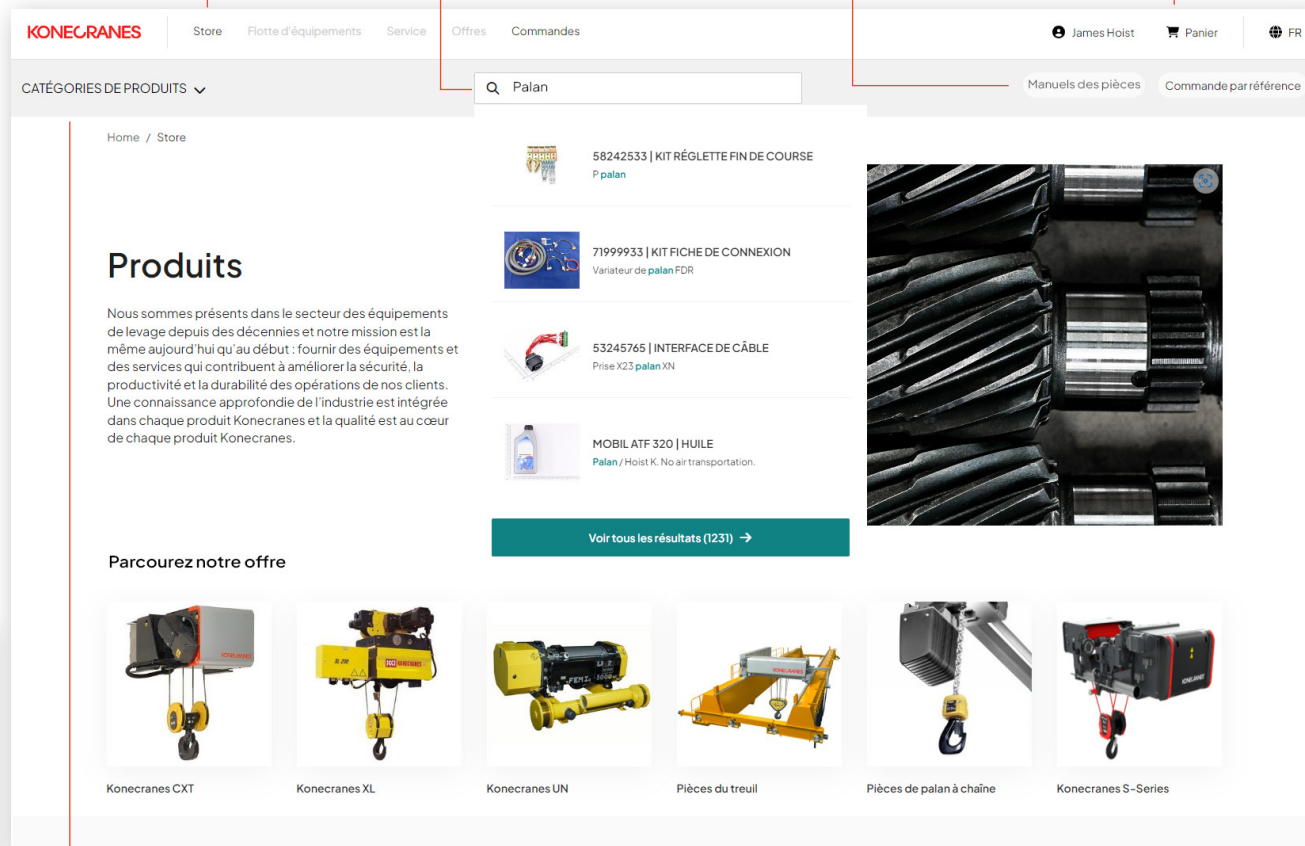 KONECRANES
Store
Flotte d'équipements
Service
Offres
Commandes
James Hoist
Panier
FR
CATÉGORIES DE PRODUITS
Palan
Manuels des pièces
Commande par référence
Home / Store
58242533 | KIT RÉGLETTE FIN DE COURSE
P palan
71999933 | KIT FICHE DE CONNEXION
Variateur de palan FDR
53245765 | INTERFACE DE CÂBLE
Prise X23 palan XN
MOBIL ATF 320 | HUILE
Palan / Hoist K. No air transportation.
Voir tous les résultats (1231)
Produits
Nous sommes présents dans le secteur des équipements
de levage depuis des décennies et notre mission est la
même aujourd'hui qu'au début : fournir des équipements et
des services qui contribuent à améliorer la sécurité, la
productivité et la durabilité des opérations de nos clients.
Une connaissance approfondie de l'industrie est intégrée
dans chaque produit Konecranes et la qualité est au cœur
de chaque produit Konecranes.
Parcourez notre offre
Konecranes CXT
Konecranes XL
Konecranes UN
Pièces du treuil
Pièces de palan à chaîne
Konecranes S-Series